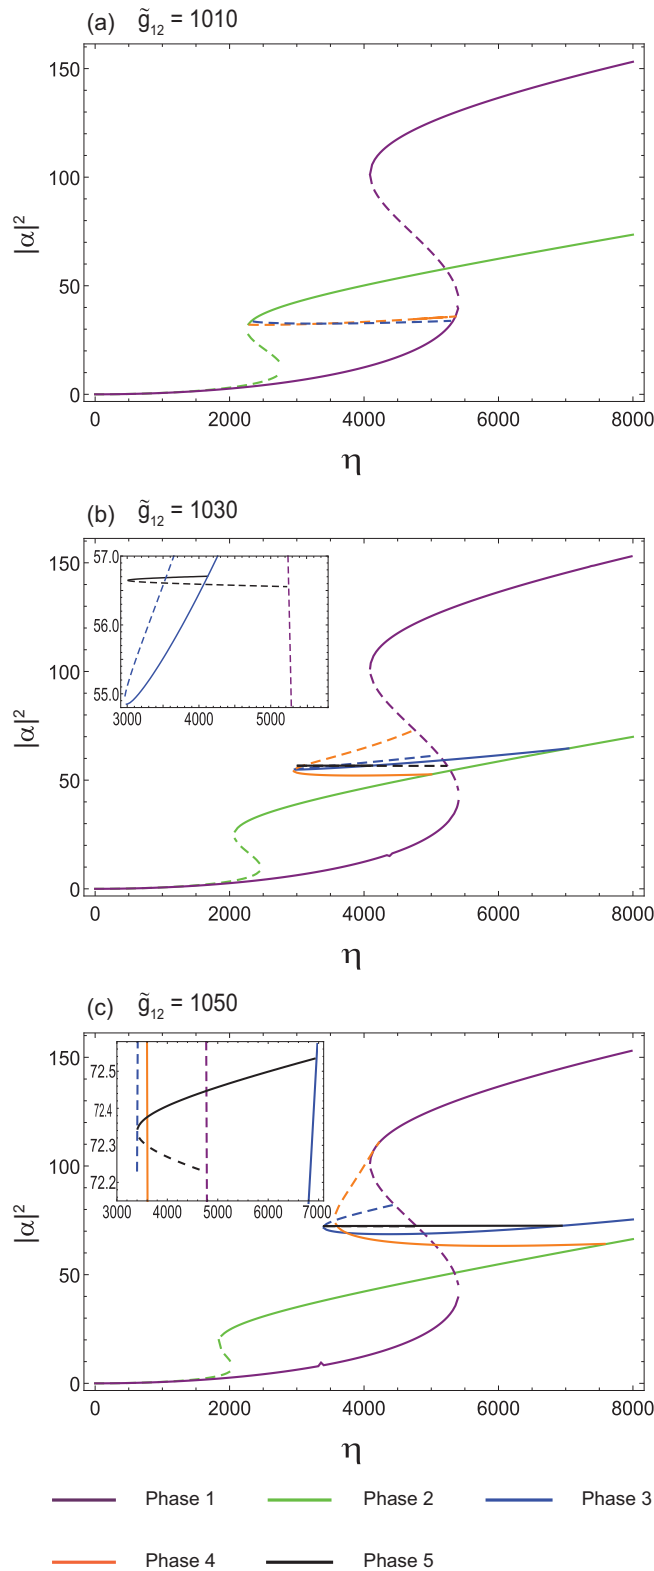 (a) g̃₁₂ = 1010
150
100
50
0
|α|²
0 2000 4000 6000 8000
η
(b) g̃₁₂ = 1030
150
100
50
0
|α|²
57.0
56.0
55.0
3000 4000 5000
0 2000 4000 6000 8000
η
(c) g̃₁₂ = 1050
150
100
50
0
|α|²
72.5
72.4
72.3
72.2
3000 4000 5000 6000 7000
0 2000 4000 6000 8000
η
Phase 1 Phase 2 Phase 3
Phase 4 Phase 5